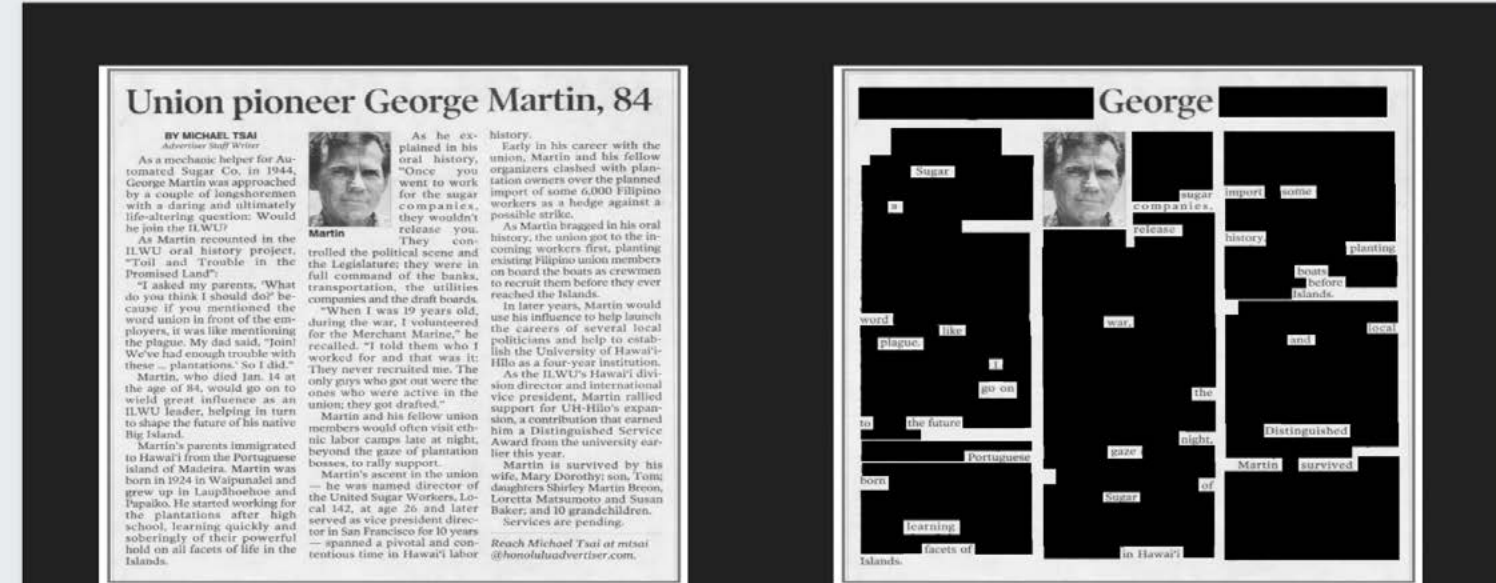 Union pioneer George Martin, 84
BY MICHAEL TSAI
Advertiser Staff Writer
As a mechanic helper for Au-
tomated Sugar Co. in 1944,
George Martin was approached
by a couple of longshoremen
with a daring and ultimately
life-altering question: Would
he join the ILWU?
As Martin recounted in the
ILWU oral history project,
"Toil and Trouble in the
Promised Land":
"I asked my parents, 'What
do you think I should do?' be-
cause if you mentioned the
word union in front of the em-
ployers, it was like mentioning
the plague. My dad said, "Join!
We've had enough trouble with
these ... plantations.' So I did."
Martin, who died Jan. 14 at
the age of 84, would go on to
wield great influence as an
ILWU leader, helping in turn
to shape the future of his native
Big Island.
Martin's parents immigrated
to Hawai'i from the Portuguese
island of Madeira. Martin was
born in 1924 in Waipunalei and
grew up in Laupāhoehoe and
Papaiko. He started working for
the plantations after high
school, learning quickly and
soberingly of their powerful
hold on all facets of life in the
Islands.
Martin
As he ex-
plained in his
oral history,
"Once you
went to work
for the sugar
companies,
they wouldn't
release you.
They con-
trolled the political scene and
the Legislature; they were in
full command of the banks,
transportation, the utilities
companies and the draft boards.
"When I was 19 years old,
during the war, I volunteered
for the Merchant Marine," he
recalled. "I told them who I
worked for and that was it:
They never recruited me. The
only guys who got out were the
ones who were active in the
union; they got drafted."
Martin and his fellow union
members would often visit eth-
nic labor camps late at night,
beyond the gaze of plantation
bosses, to rally support.
Martin's ascent in the union
— he was named director of
the United Sugar Workers, Lo-
cal 142, at age 26 and later
served as vice president direc-
tor in San Francisco for 10 years
— spanned a pivotal and con-
tentious time in Hawai'i labor
history.
Early in his career with the
union, Martin and his fellow
organizers clashed with plan-
tation owners over the planned
import of some 6,000 Filipino
workers as a hedge against a
possible strike.
As Martin bragged in his oral
history, the union got to the in-
coming workers first, planting
existing Filipino union members
on board the boats as crewmen
to recruit them before they ever
reached the Islands.
In later years, Martin would
use his influence to help launch
the careers of several local
politicians and help to estab-
lish the University of Hawai'i-
Hilo as a four-year institution.
As the ILWU's Hawai'i divi-
sion director and international
vice president, Martin rallied
support for UH-Hilo's expan-
sion, a contribution that earned
him a Distinguished Service
Award from the university ear-
lier this year.
Martin is survived by his
wife, Mary Dorothy; son, Tom;
daughters Shirley Martin Breon,
Loretta Matsumoto and Susan
Baker; and 10 grandchildren.
Services are pending.
Reach Michael Tsai at mtsai
@honoluluadvertiser.com.
George
Sugar
a
word
like
plague.
I
go on
to the future
Portuguese
born
learning
facets of
Islands.
sugar
companies.
release
war,
the
night,
gaze
of
Sugar
in Hawai'i
import some
history.
planting
boats
before
Islands.
local
and
Distinguished
Martin survived